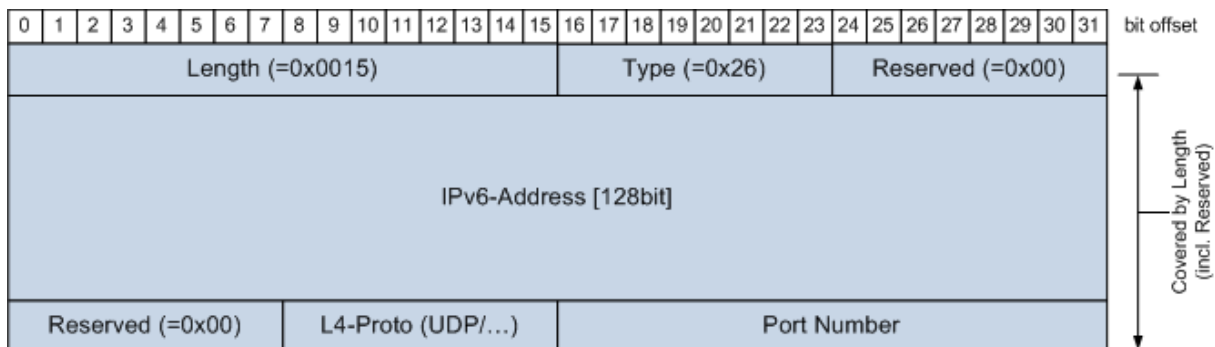 0 1 2 3 4 5 6 7 8 9 10 11 12 13 14 15 16 17 18 19 20 21 22 23 24 25 26 27 28 29 30 31 bit offset
Length (=0x0015) Type (=0x26) Reserved (=0x00)
IPv6-Address [128bit]
Covered by Length
(incl. Reserved)
Reserved (=0x00) L4-Proto (UDP/…) Port Number